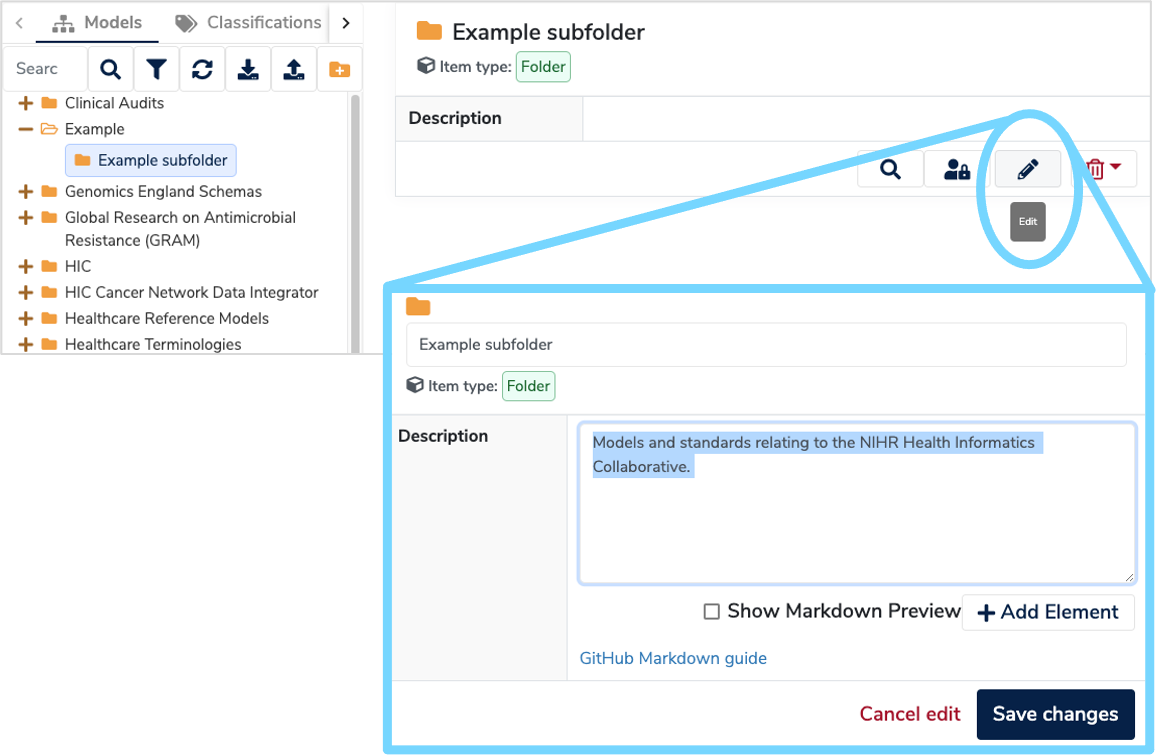 Models
Classifications
Searc
Clinical Audits
Example
Example subfolder
Genomics England Schemas
Global Research on Antimicrobial
Resistance (GRAM)
HIC
HIC Cancer Network Data Integrator
Healthcare Reference Models
Healthcare Terminologies
Example subfolder
Item type: Folder
Description
Edit
Example subfolder
Item type: Folder
Description
Models and standards relating to the NIHR Health Informatics
Collaborative.
Show Markdown Preview
Add Element
GitHub Markdown guide
Cancel edit
Save changes